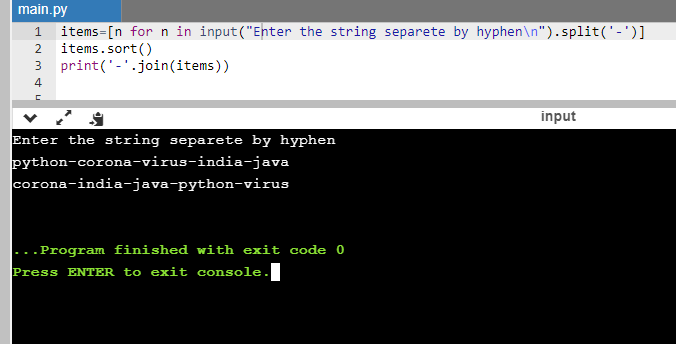 main.py
1 items=[n for n in input("Enter the string separete by hyphen\n").split('-')]
2 items.sort()
3 print('-'.join(items))
4
5
input
Enter the string separete by hyphen
python-corona-virus-india-java
corona-india-java-python-virus
...Program finished with exit code 0
Press ENTER to exit console.